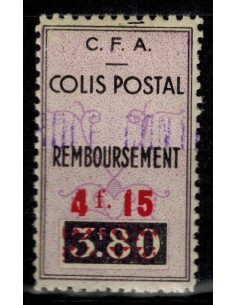 C.F.A.
COLIS POSTAL
REMBOURSEMENT
4 f. 15
3.80